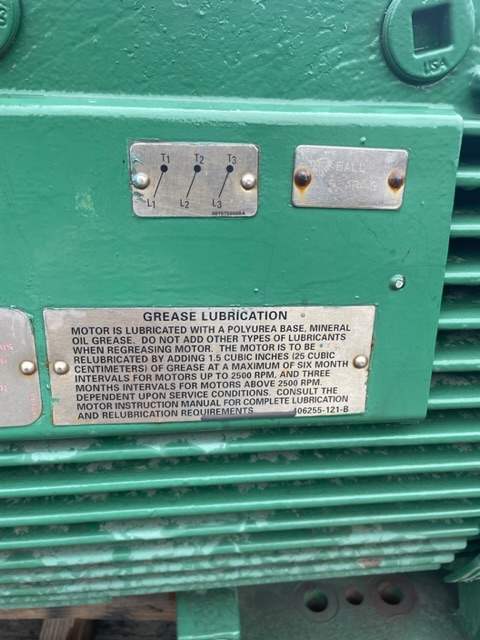 USA
T1 T2 T3
L1 L2 L3
BALL
GREASE LUBRICATION
MOTOR IS LUBRICATED WITH A POLYUREA BASE, MINERAL
OIL GREASE. DO NOT ADD OTHER TYPES OF LUBRICANTS
WHEN REGREASING MOTOR. THE MOTOR IS TO BE
RELUBRICATED BY ADDING 1.5 CUBIC INCHES (25 CUBIC
CENTIMETERS) OF GREASE AT A MAXIMUM OF SIX MONTH
INTERVALS FOR MOTORS UP TO 2500 RPM, AND THREE
MONTHS INTERVALS FOR MOTORS ABOVE 2500 RPM.
DEPENDENT UPON SERVICE CONDITIONS. CONSULT THE
MOTOR INSTRUCTION MANUAL FOR COMPLETE LUBRICATION
AND RELUBRICATION REQUIREMENTS
406255-121-B